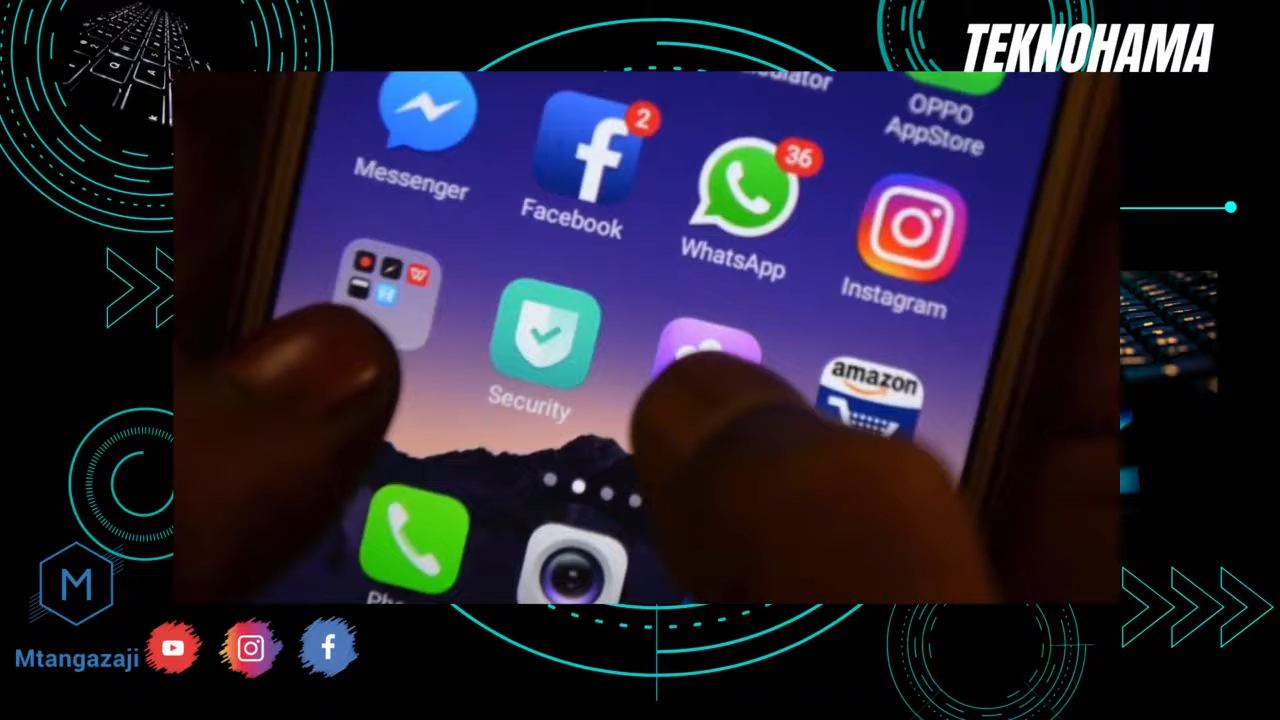 TEKNOHAMA
OPPO
AppStore
Messenger
2
Facebook
36
WhatsApp
Instagram
Security
amazon
M
Mtangazaji